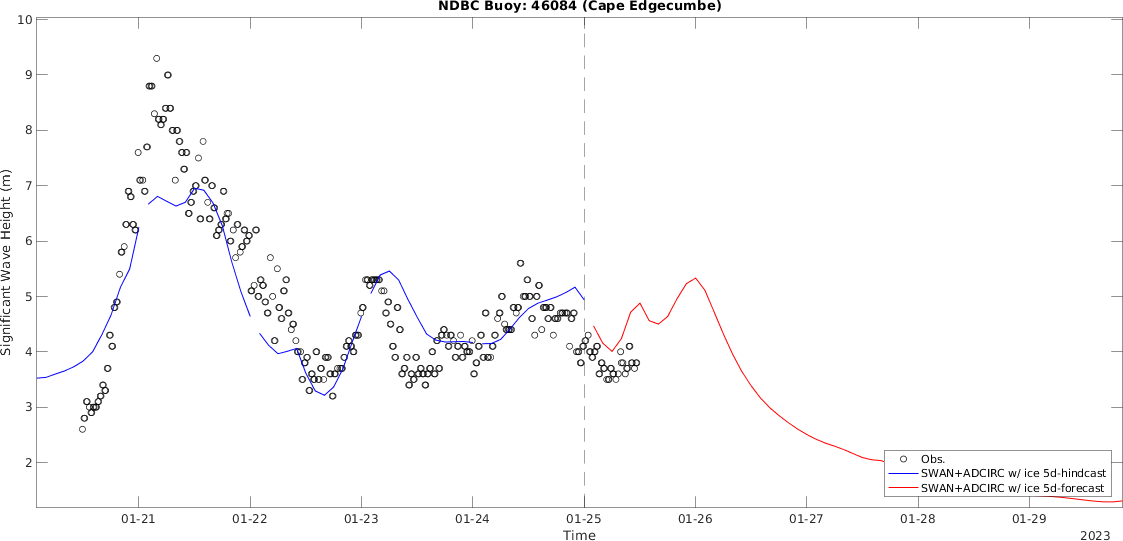 NDBC Buoy: 46084 (Cape Edgecumbe)
10
9
8
7
6
5
4
3
2
Significant Wave Height (m)
Obs.
SWAN+ADCIRC w/ ice 5d-hindcast
SWAN+ADCIRC w/ ice 5d-forecast
01-21 01-22 01-23 01-24 01-25 01-26 01-27 01-28 01-29
Time
2023